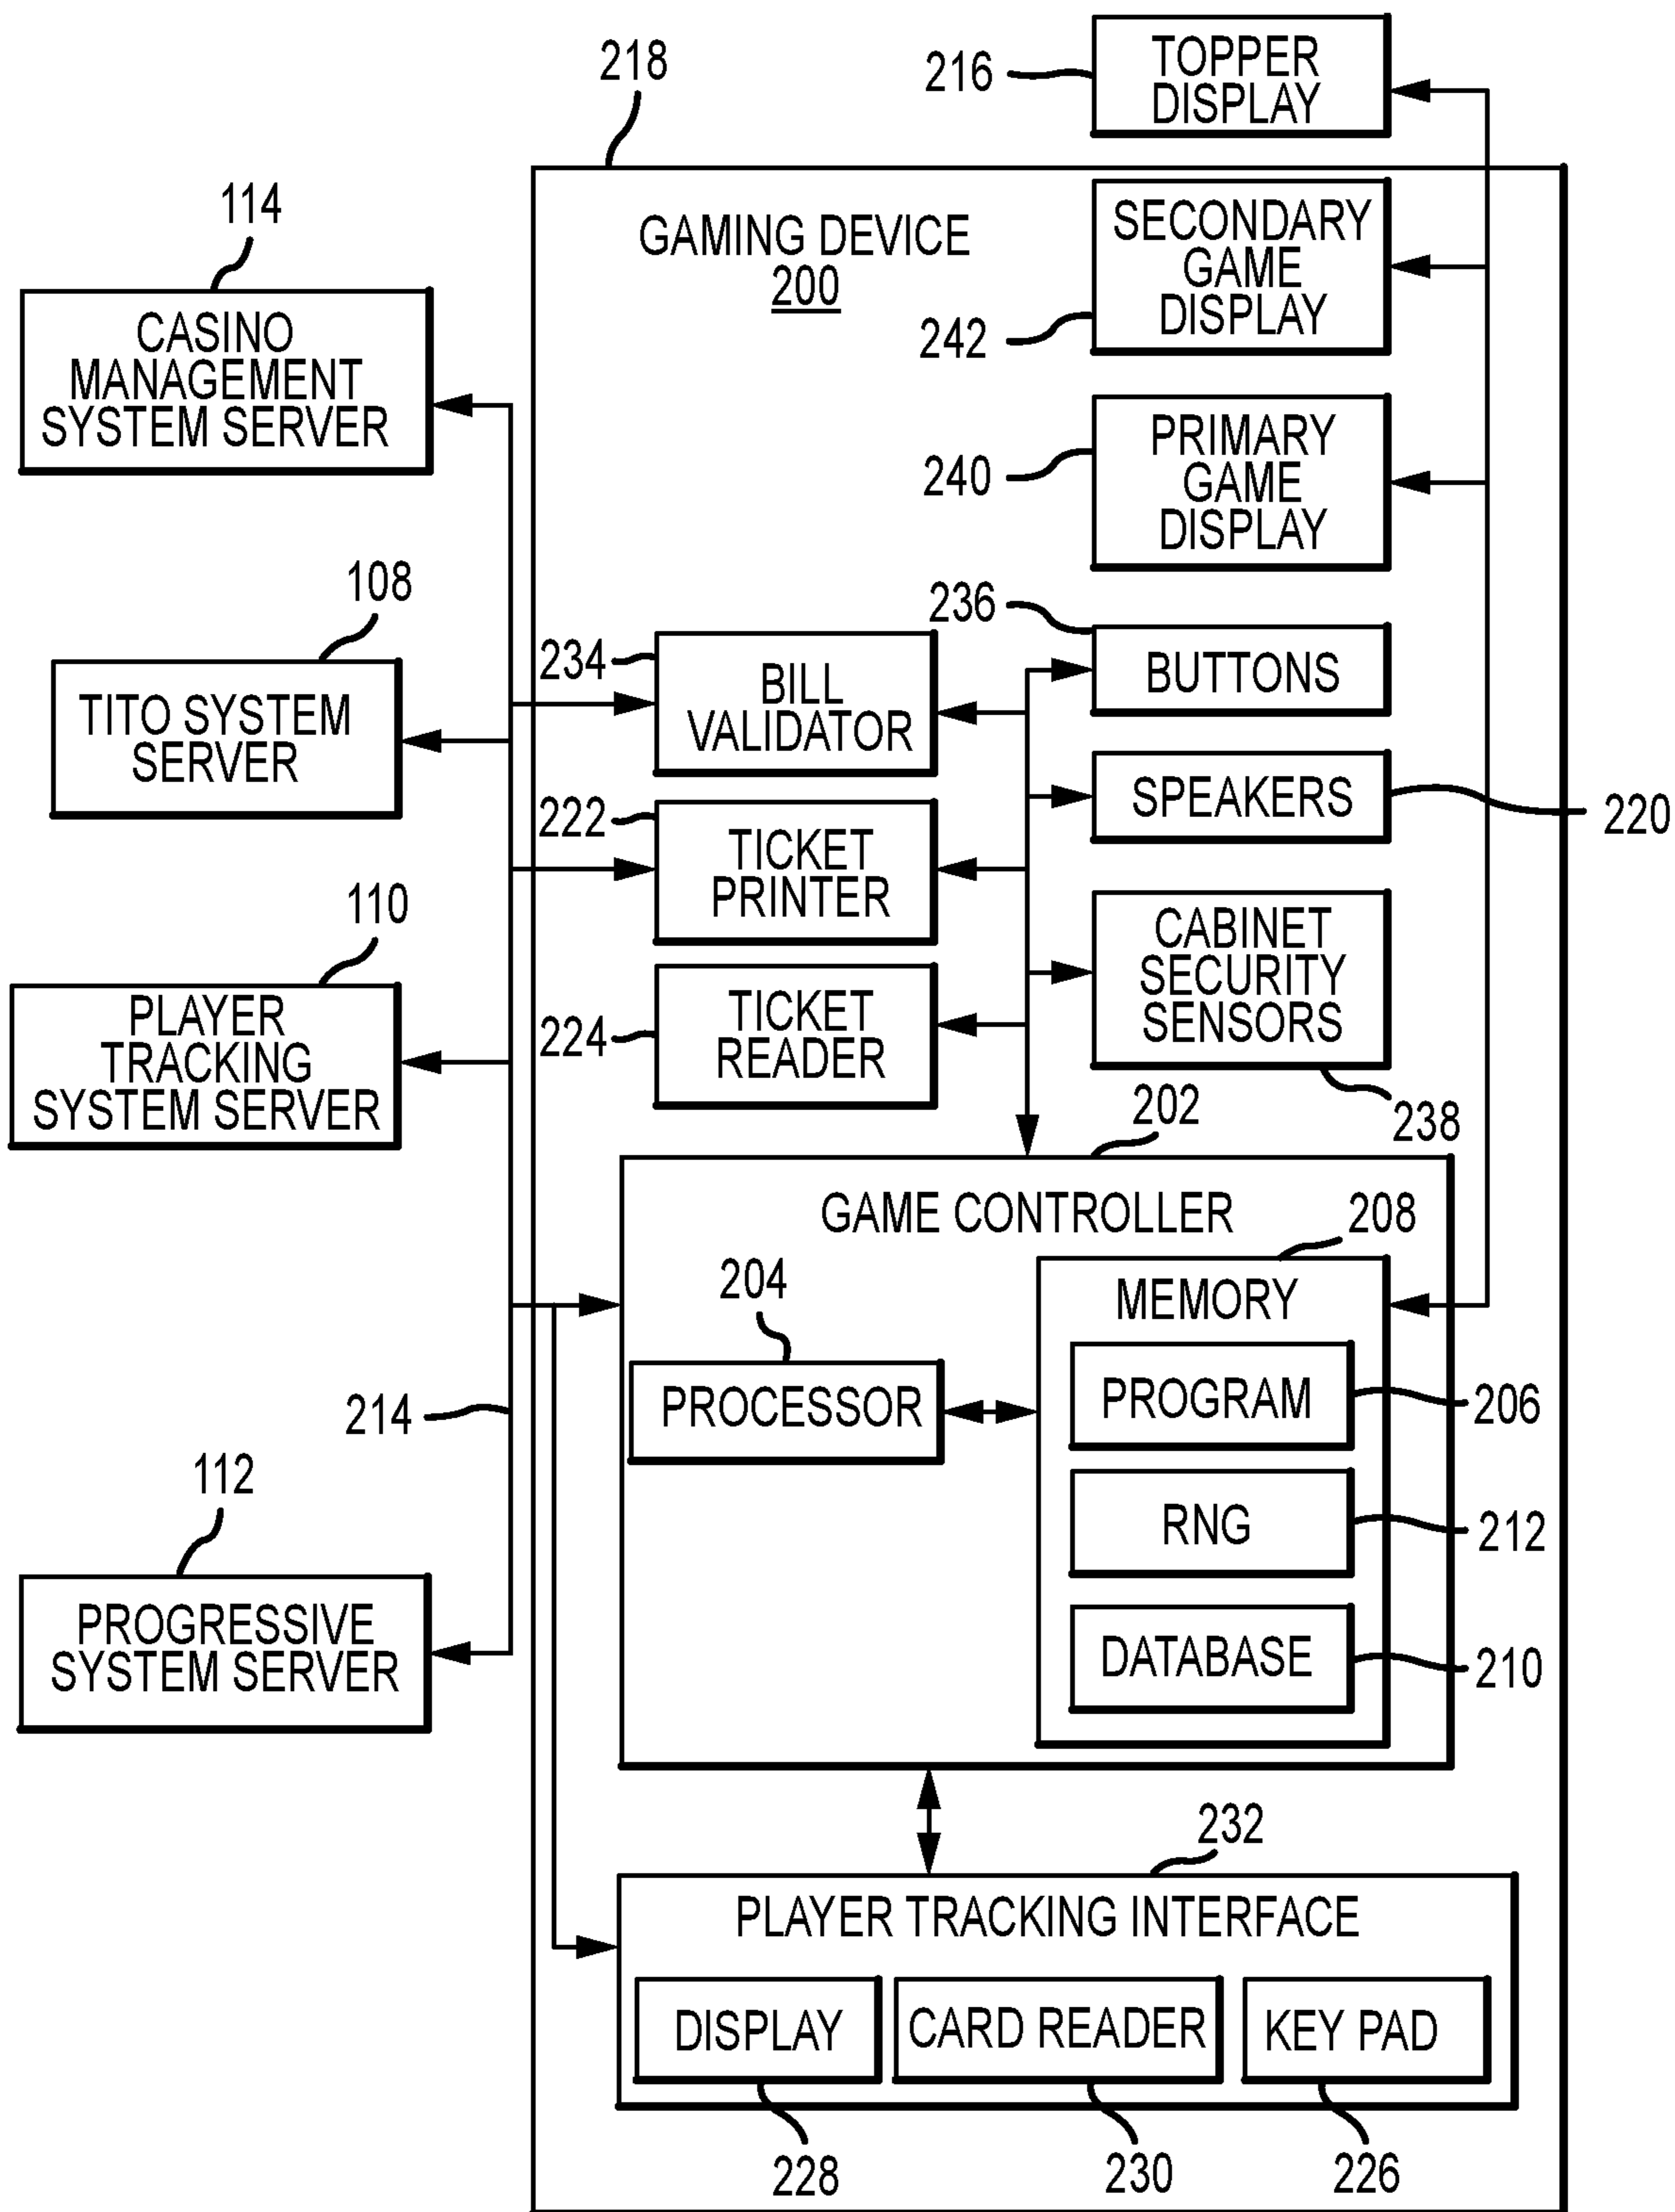 216
TOPPER
DISPLAY
218
GAMING DEVICE
200
SECONDARY
GAME
DISPLAY
242
114
CASINO
MANAGEMENT
SYSTEM SERVER
PRIMARY
GAME
DISPLAY
240
108
TITO SYSTEM
SERVER
234
BILL
VALIDATOR
236
BUTTONS
SPEAKERS
220
222
TICKET
PRINTER
110
PLAYER
TRACKING
SYSTEM SERVER
224
TICKET
READER
CABINET
SECURITY
SENSORS
238
202
GAME CONTROLLER
208
204
PROCESSOR
MEMORY
PROGRAM
206
RNG
212
DATABASE
210
214
112
PROGRESSIVE
SYSTEM SERVER
232
PLAYER TRACKING INTERFACE
DISPLAY
CARD READER
KEY PAD
228
230
226